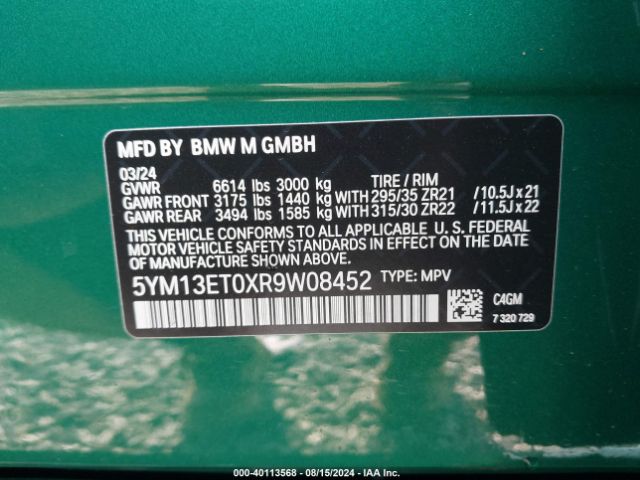 MFD BY BMW M GMBH
03/24
GVWR 6614 lbs 3000 kg TIRE / RIM
GAWR FRONT 3175 lbs 1440 kg WITH 295/35 ZR21 / 10.5J x 21
GAWR REAR 3494 lbs 1585 kg WITH 315/30 ZR22 / 11.5J x 22
THIS VEHICLE CONFORMS TO ALL APPLICABLE U. S. FEDERAL
MOTOR VEHICLE SAFETY STANDARDS IN EFFECT ON THE DATE
OF MANUFACTURE SHOWN ABOVE.
5YM13ET0XR9W08452 TYPE: MPV
C4GM
7 320 729
000-40113568 - 08/15/2024 - IAA Inc.